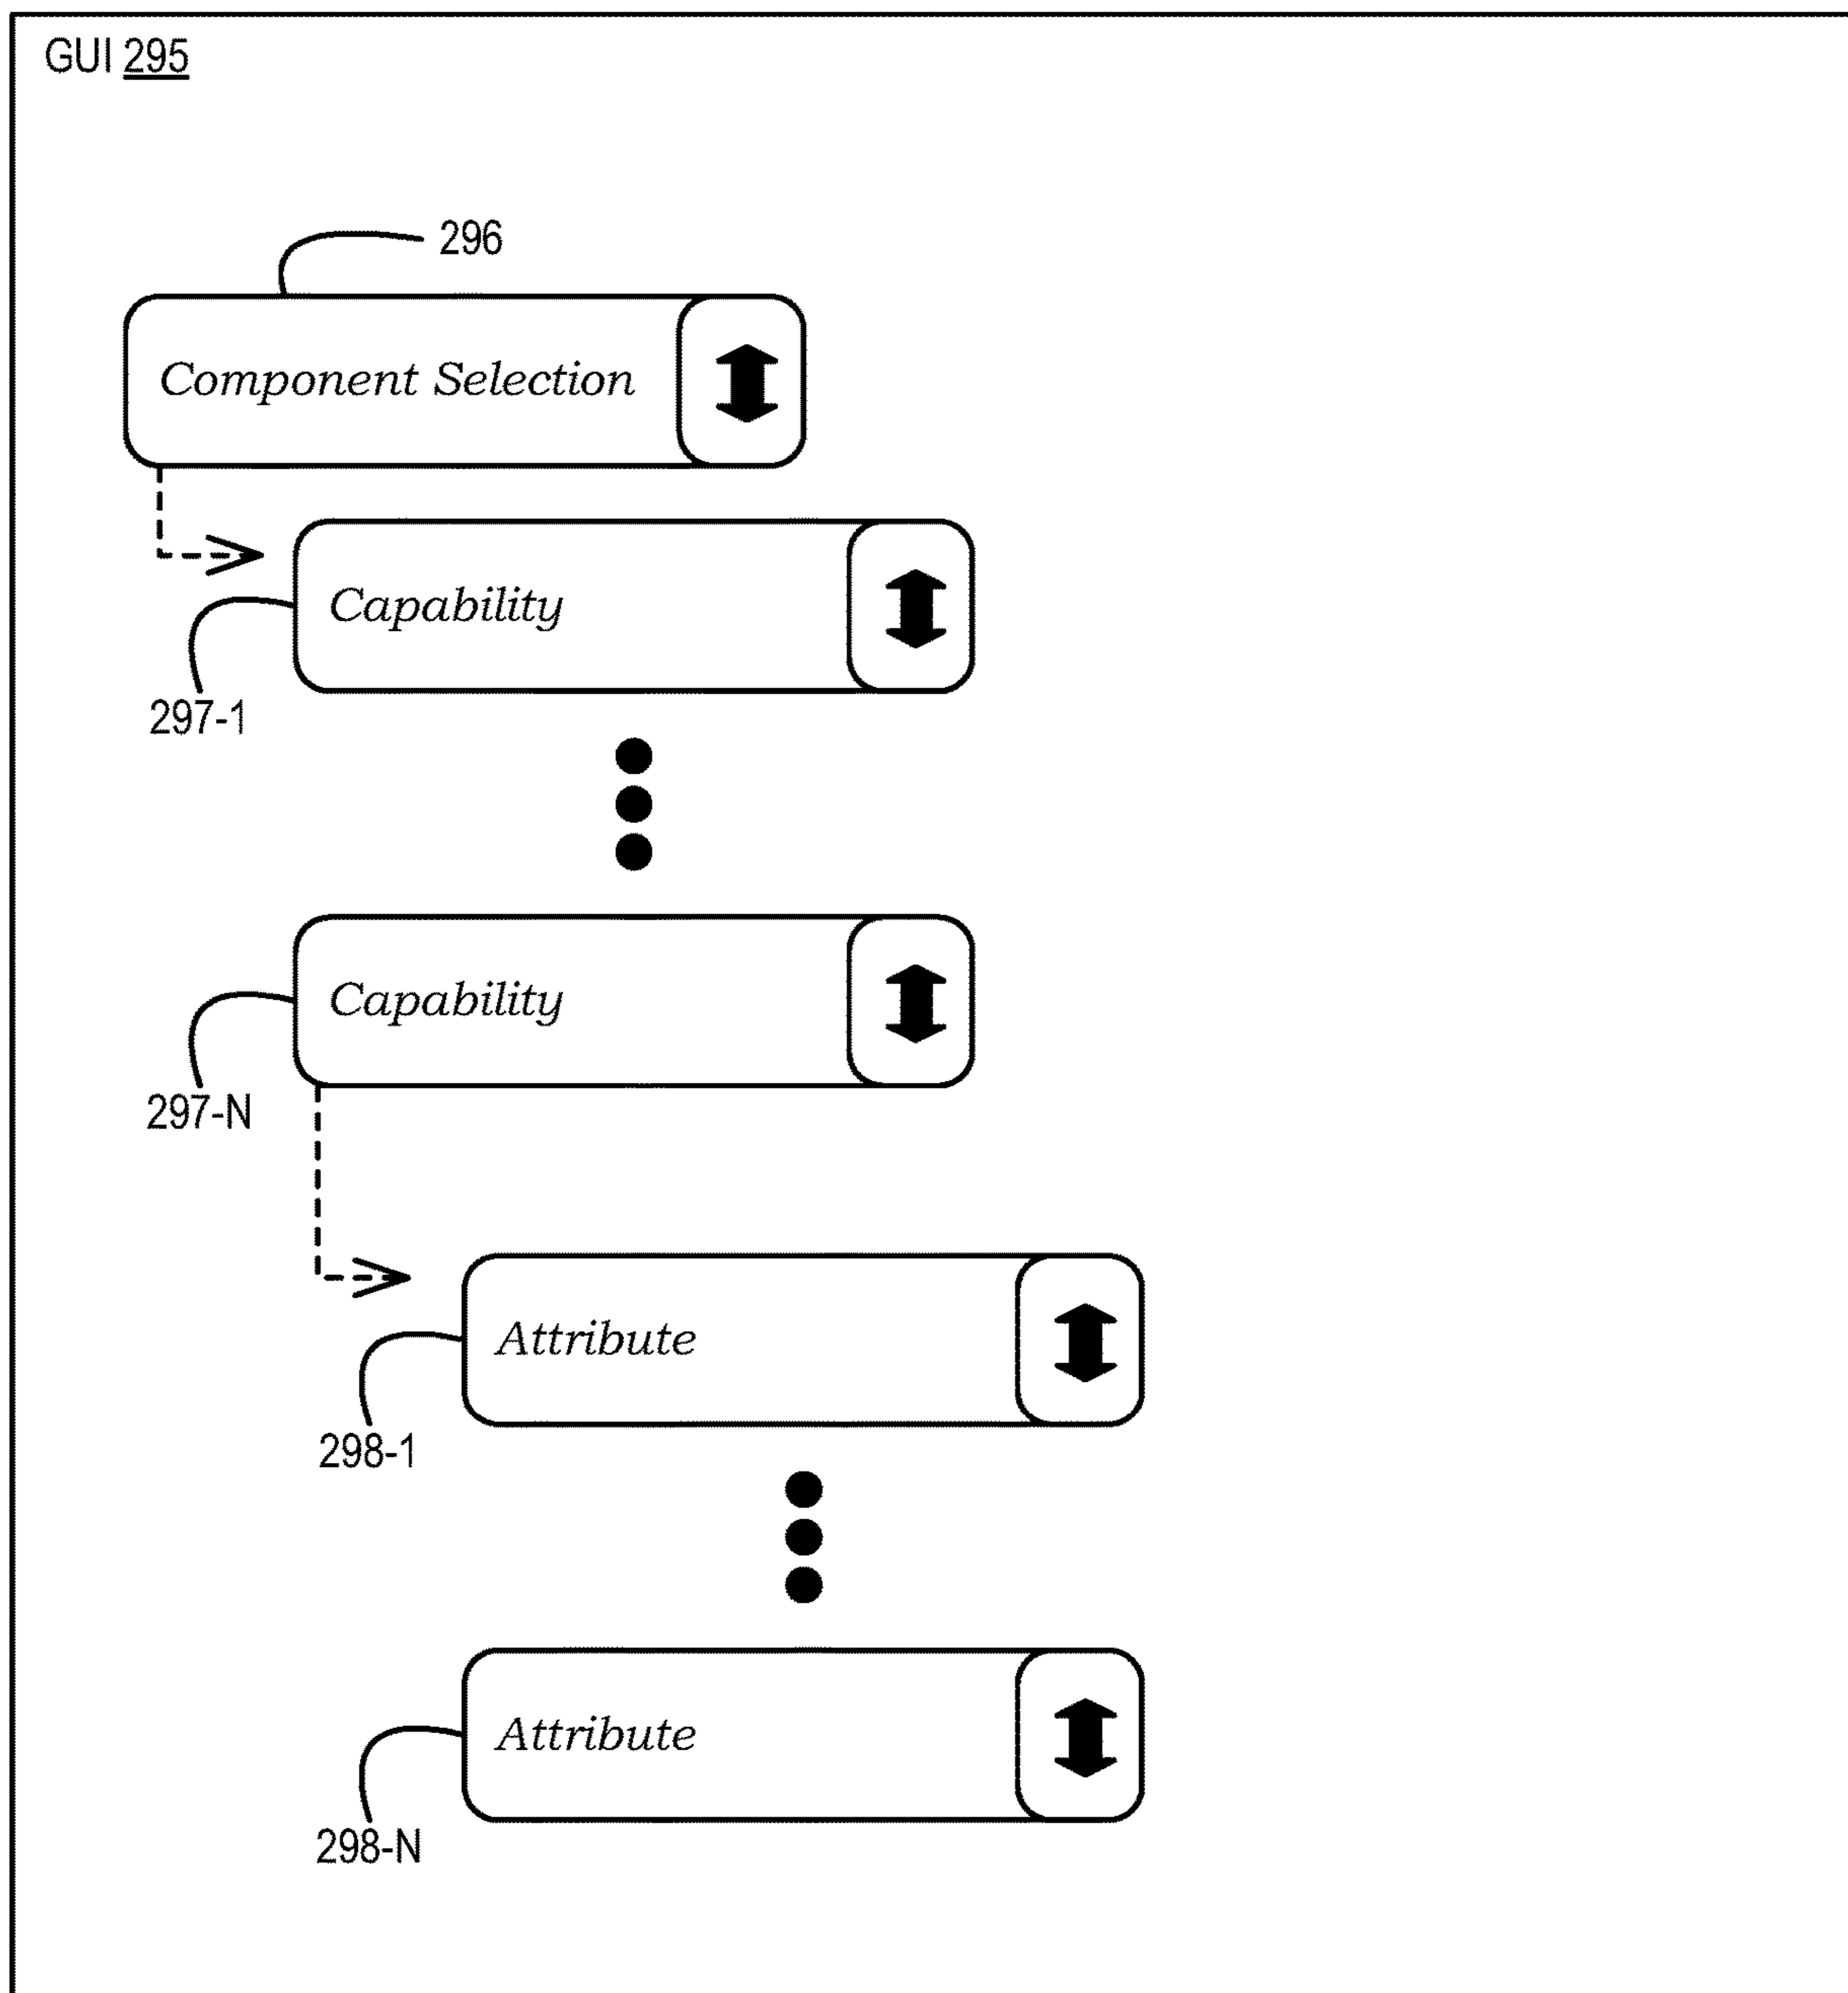 GUI 295
296
Component Selection
Capability
297-1
Capability
297-N
Attribute
298-1
Attribute
298-N